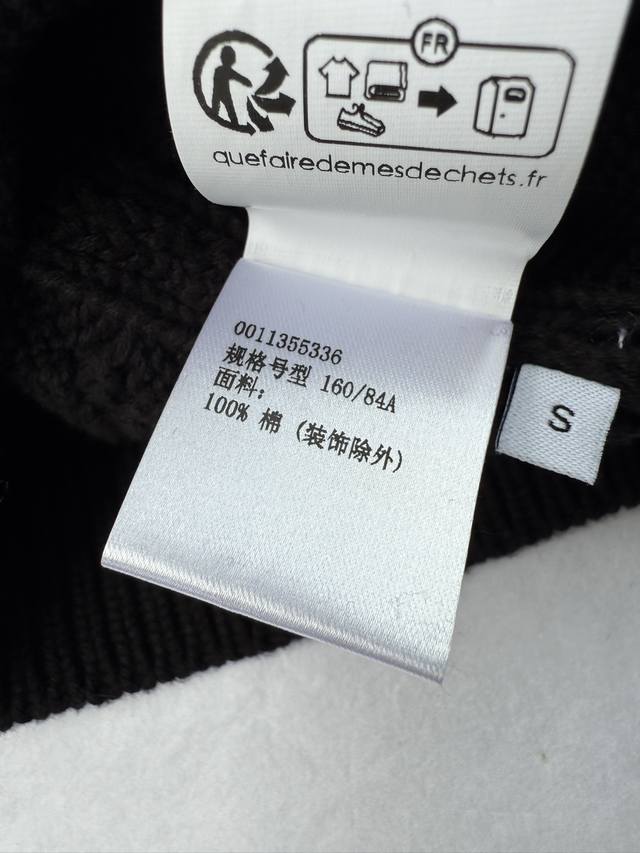 FR
quefairedemesdechets.fr
0011355336
规格号型 160/84A
面料：
100% 棉 (装饰除外)
S